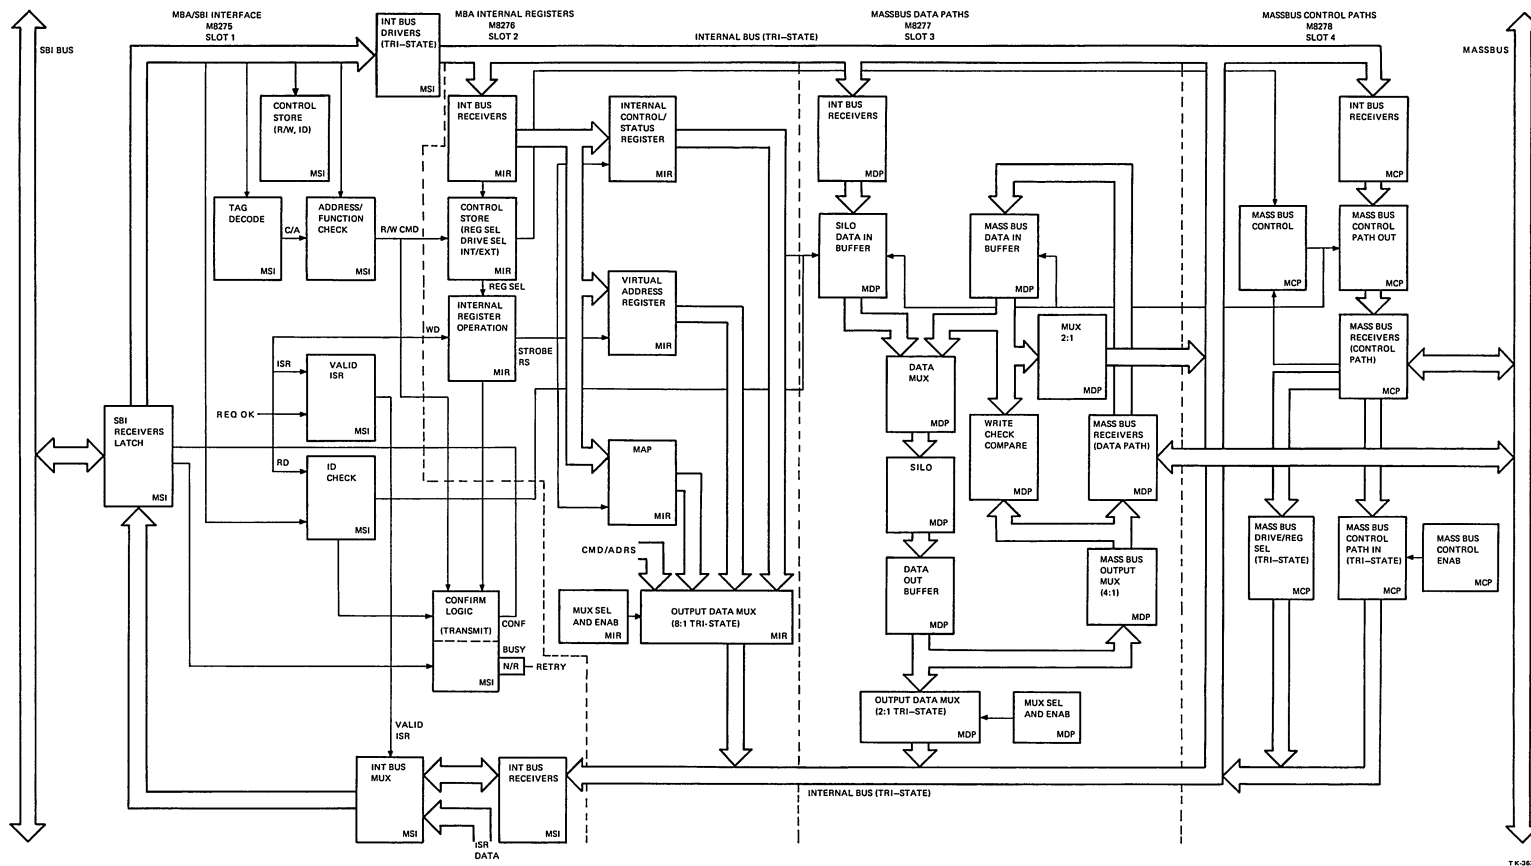 MBA/SBI INTERFACE
M8275
SLOT 1
MBA INTERNAL REGISTERS
M8276
SLOT 2
MASSBUS DATA PATHS
M8277
SLOT 3
MASSBUS CONTROL PATHS
M8278
SLOT 4
SBI BUS
MASSBUS
INT BUS
DRIVERS
(TRI-STATE)
MSI
INTERNAL BUS (TRI-STATE)
CONTROL
STORE
(R/W, ID)
MSI
INT BUS
RECEIVERS
MIR
INTERNAL
CONTROL/
STATUS
REGISTER
MIR
INT BUS
RECEIVERS
MDP
INT BUS
RECEIVERS
MCP
TAG
DECODE
MSI
C/A
ADDRESS/
FUNCTION
CHECK
MSI
R/W CMD
CONTROL
STORE
(REG SEL
DRIVE SEL
INT/EXT)
MIR
REG SEL
SILO
DATA IN
BUFFER
MDP
MASS BUS
DATA IN
BUFFER
MDP
MASS BUS
CONTROL
MCP
MASS BUS
CONTROL
PATH OUT
MCP
INTERNAL
REGISTER
OPERATION
MIR
WD
STROBE
RS
VIRTUAL
ADDRESS
REGISTER
MIR
MUX
2:1
MDP
MASS BUS
RECEIVERS
(CONTROL
PATH)
MCP
ISR
VALID
ISR
MSI
REQ OK
DATA
MUX
MDP
SBI
RECEIVERS
LATCH
MSI
RD
ID
CHECK
MSI
MAP
MIR
WRITE
CHECK
COMPARE
MDP
MASS BUS
RECEIVERS
(DATA PATH)
MDP
SILO
MDP
CMD/ADRS
DATA
OUT
BUFFER
MDP
MASS BUS
OUTPUT
MUX
(4:1)
MDP
MASS BUS
DRIVE/REG
SEL
(TRI-STATE)
MCP
MASS BUS
CONTROL
PATH IN
(TRI-STATE)
MCP
MASS BUS
CONTROL
ENAB
MCP
CONFIRM
LOGIC
(TRANSMIT)
MSI
CONF
BUSY
N/R
RETRY
MUX SEL
AND ENAB
MIR
OUTPUT DATA MUX
(8:1 TRI-STATE)
MIR
OUTPUT DATA MUX
(2:1 TRI-STATE)
MDP
MUX SEL
AND ENAB
MDP
VALID
ISR
INT BUS
MUX
MSI
INT BUS
RECEIVERS
MSI
INTERNAL BUS (TRI-STATE)
ISR
DATA